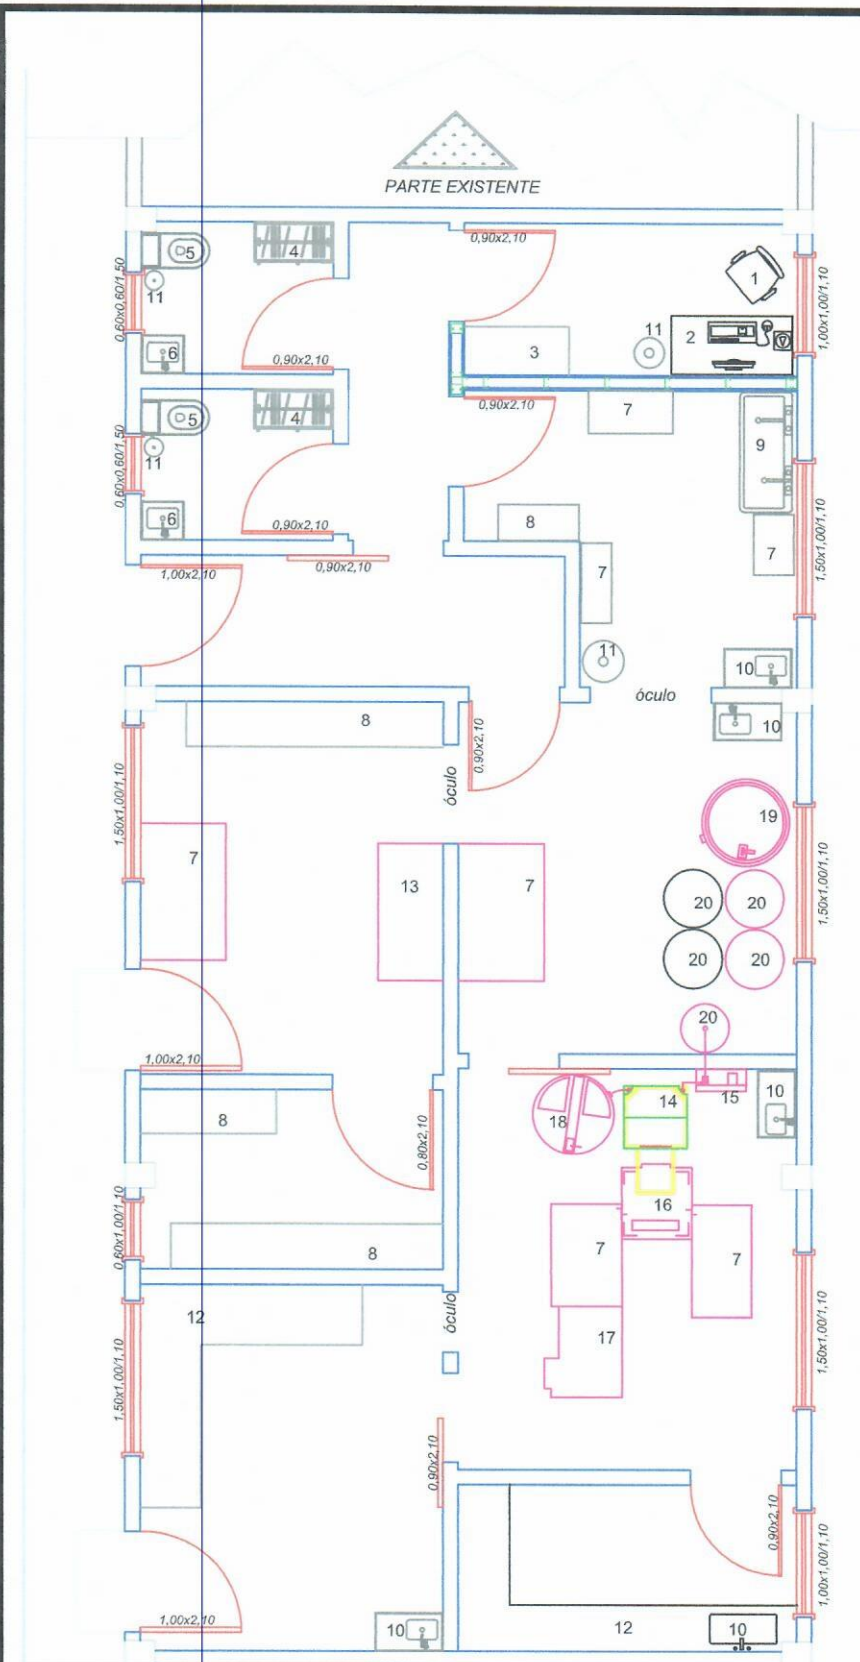 PARTE EXISTENTE
0,90x2,10
5
4
1
11
0,60x0,60/1,50
1,00x1,00/1,10
11
2
6
3
0,90x2,10
0,90x2,10
7
5
4
9
11
0,60x0,60/1,50
6
8
1,50x1,00/1,10
0,90x2,10
7
0,90x2,10
1,00x2,10
7
11
10
óculo
8
10
0,90x2,10
óculo
1,50x1,00/1,10
19
7
13
7
20
20
1,50x1,00/1,10
20
20
20
1,00x2,10
15
10
14
8
18
0,80x2,10
16
0,60x1,00/1,10
8
7
7
12
óculo
1,50x1,00/1,10
17
1,50x1,00/1,10
0,90x2,10
0,90x2,10
1,00x1,00/1,10
1,00x2,10
10
12
10